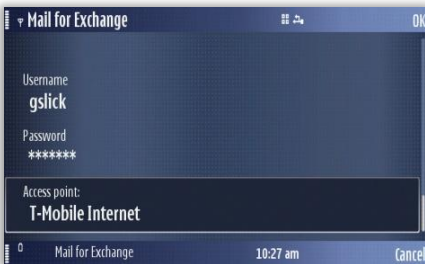 Mail for Exchange
OK
Username
gslick
Password
*******
Access point:
T-Mobile Internet
Mail for Exchange
10:27 am
Cancel